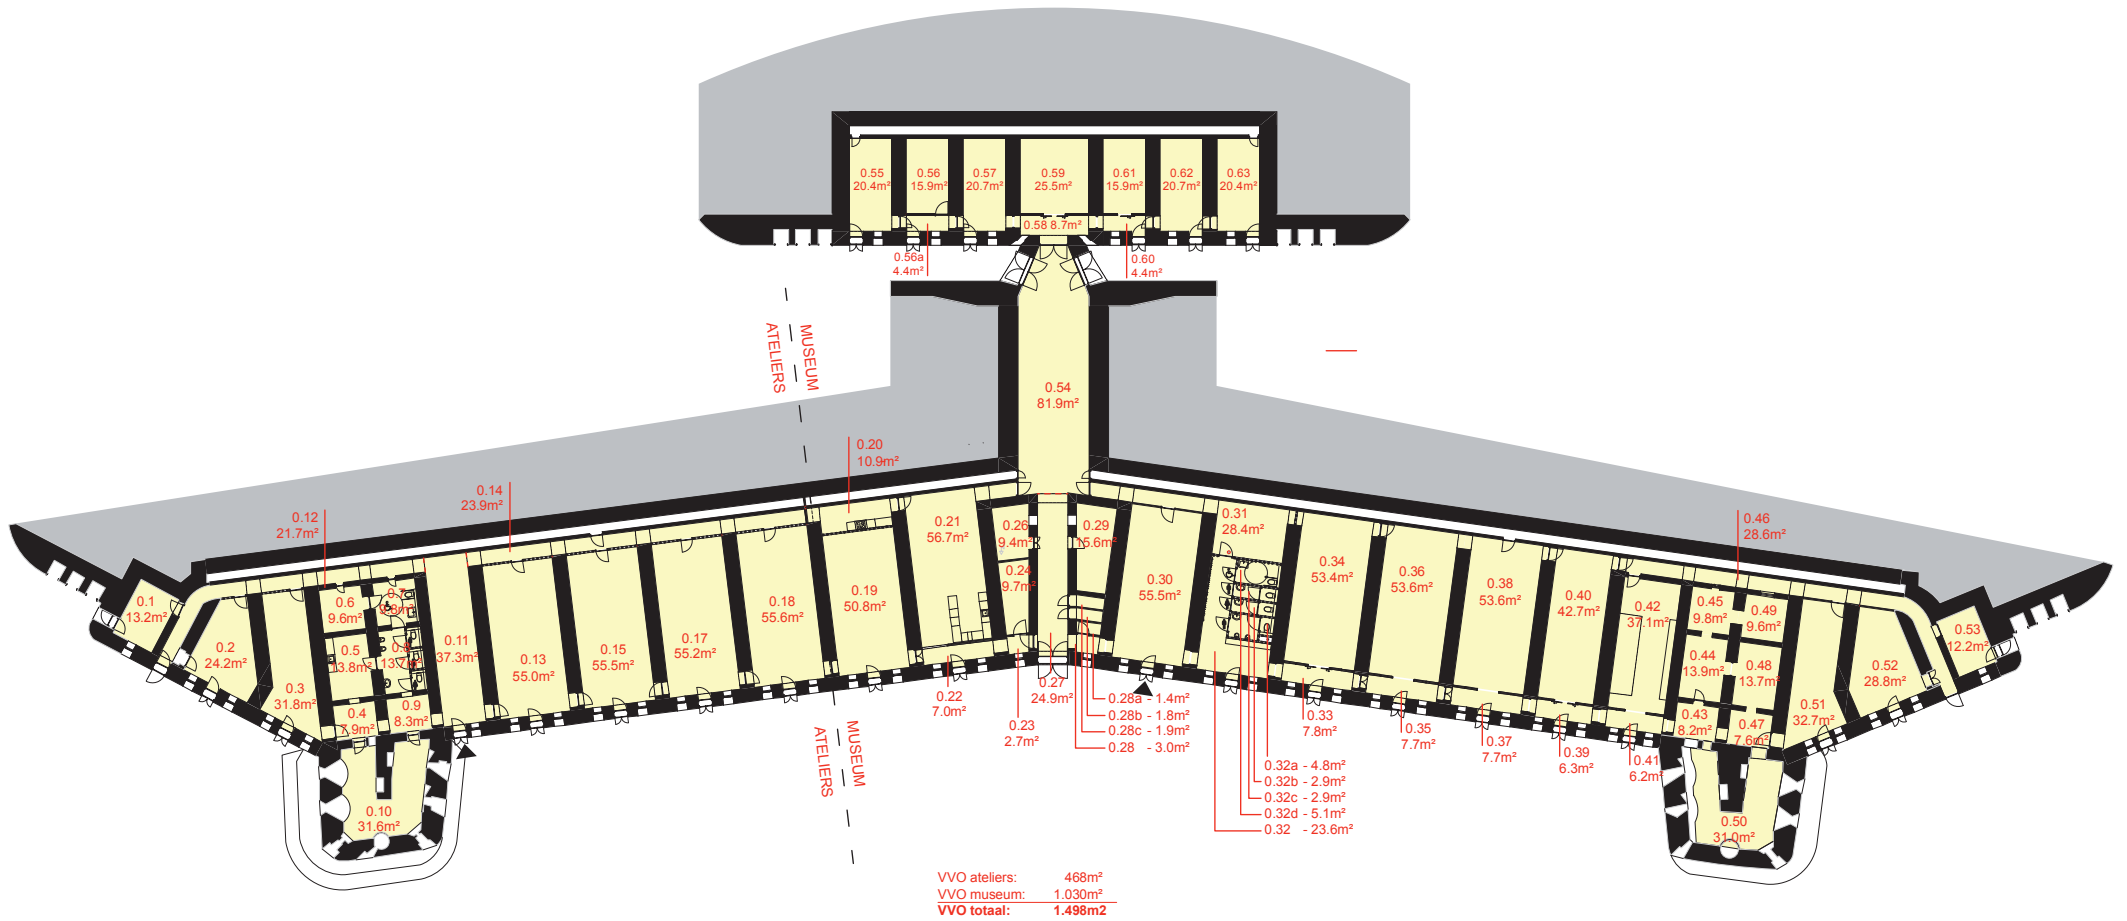 0.55
20.4m²
0.56
15.9m²
0.57
20.7m²
0.59
25.5m²
0.61
15.9m²
0.62
20.7m²
0.63
20.4m²
0.58 8.7m²
0.56a
4.4m²
0.60
4.4m²
MUSEUM
ATELIERS
0.54
81.9m²
0.20
10.9m²
0.14
23.9m²
0.12
21.7m²
0.46
28.6m²
0.1
13.2m²
0.2
24.2m²
0.3
31.8m²
0.6
9.6m²
0.7
9.8m²
0.5
13.8m²
0.8
13.7m²
0.4
7.9m²
0.9
8.3m²
0.10
31.6m²
0.11
37.3m²
0.13
55.0m²
0.15
55.5m²
0.17
55.2m²
0.18
55.6m²
0.19
50.8m²
0.21
56.7m²
0.26
9.4m²
0.24
9.7m²
0.22
7.0m²
0.23
2.7m²
0.27
24.9m²
0.29
15.6m²
0.28a - 1.4m²
0.28b - 1.8m²
0.28c - 1.9m²
0.28 - 3.0m²
0.30
55.5m²
0.31
28.4m²
0.32a - 4.8m²
0.32b - 2.9m²
0.32c - 2.9m²
0.32d - 5.1m²
0.32 - 23.6m²
0.34
53.4m²
0.33
7.8m²
0.36
53.6m²
0.35
7.7m²
0.38
53.6m²
0.37
7.7m²
0.40
42.7m²
0.39
6.3m²
0.42
37.1m²
0.41
6.2m²
0.45
9.8m²
0.49
9.6m²
0.44
13.9m²
0.48
13.7m²
0.43
8.2m²
0.47
7.6m²
0.50
31.0m²
0.51
32.7m²
0.52
28.8m²
0.53
12.2m²
MUSEUM
ATELIERS
VVO ateliers: 468m²
VVO museum: 1.030m²
VVO totaal: 1.498m2